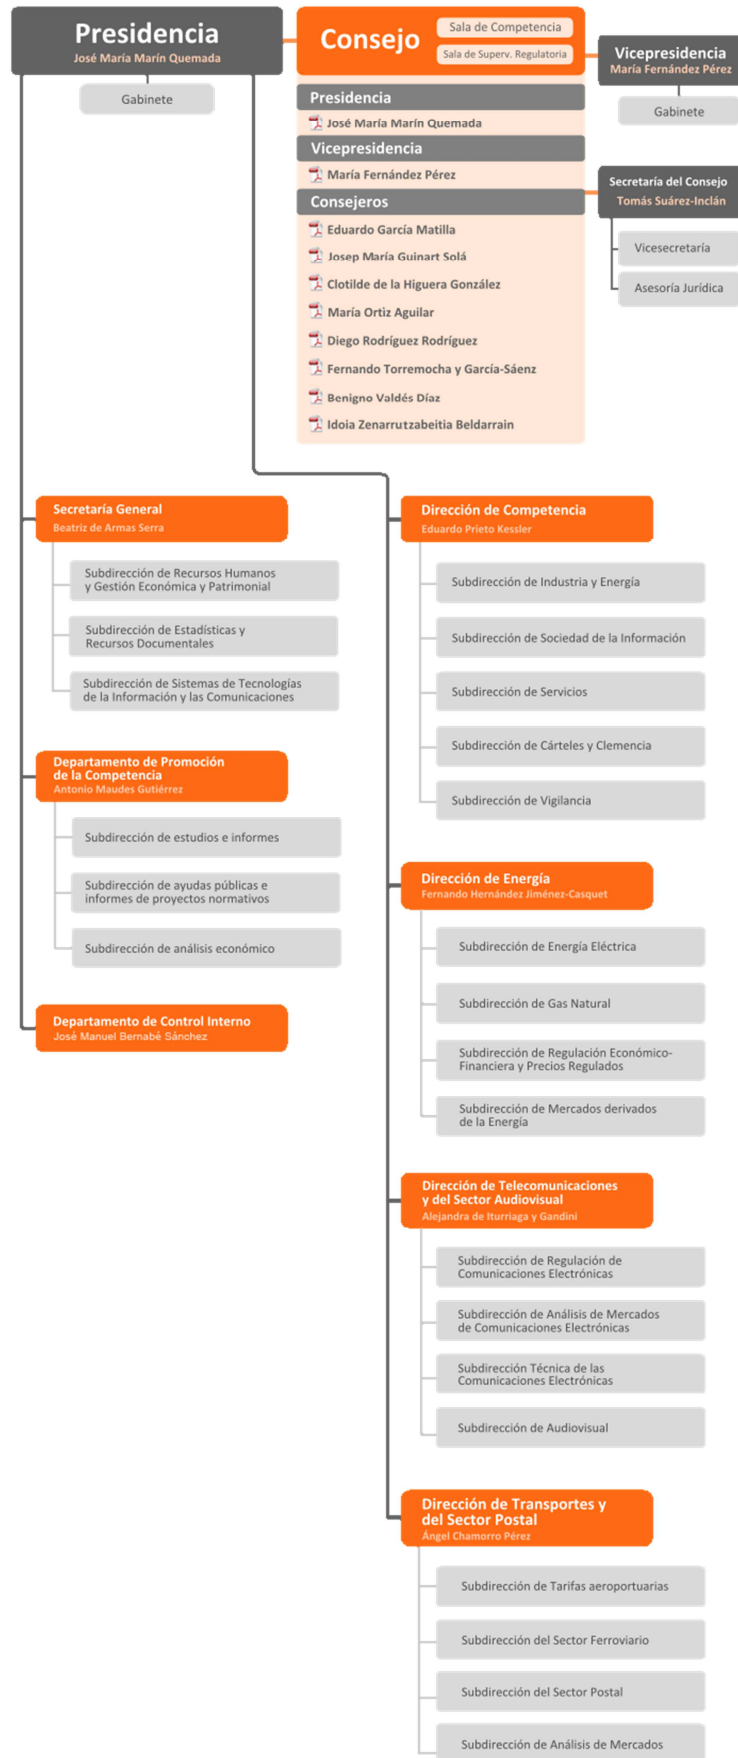 Presidencia
José María Marín Quemada
Gabinete
Consejo
Sala de Competencia
Sala de Superv. Regulatoria
Vicepresidencia
María Fernández Pérez
Gabinete
Presidencia
José María Marín Quemada
Vicepresidencia
María Fernández Pérez
Consejeros
Eduardo García Matilla
Josep María Guinart Solá
Clotilde de la Higuera González
María Ortiz Aguilar
Diego Rodríguez Rodríguez
Fernando Torremocha y García-Sáenz
Benigno Valdés Díaz
Idoia Zenarrutzabeitia Beldarrain
Secretaría del Consejo
Tomás Suárez-Inclán
Vicesecretaría
Asesoría Jurídica
Secretaría General
Beatriz de Armas Serra
Subdirección de Recursos Humanos
y Gestión Económica y Patrimonial
Subdirección de Estadísticas y
Recursos Documentales
Subdirección de Sistemas de Tecnologías
de la Información y las Comunicaciones
Departamento de Promoción
de la Competencia
Antonio Maudes Gutiérrez
Subdirección de estudios e informes
Subdirección de ayudas públicas e
informes de proyectos normativos
Subdirección de análisis económico
Departamento de Control Interno
José Manuel Bernabé Sánchez
Dirección de Competencia
Eduardo Prieto Kessler
Subdirección de Industria y Energía
Subdirección de Sociedad de la Información
Subdirección de Servicios
Subdirección de Cárteles y Clemencia
Subdirección de Vigilancia
Dirección de Energía
Fernando Hernández Jiménez-Casquet
Subdirección de Energía Eléctrica
Subdirección de Gas Natural
Subdirección de Regulación Económico-
Financiera y Precios Regulados
Subdirección de Mercados derivados
de la Energía
Dirección de Telecomunicaciones
y del Sector Audiovisual
Alejandra de Iturriaga y Gandini
Subdirección de Regulación de
Comunicaciones Electrónicas
Subdirección de Análisis de Mercados
de Comunicaciones Electrónicas
Subdirección Técnica de las
Comunicaciones Electrónicas
Subdirección de Audiovisual
Dirección de Transportes y
del Sector Postal
Ángel Chamorro Pérez
Subdirección de Tarifas aeroportuarias
Subdirección del Sector Ferroviario
Subdirección del Sector Postal
Subdirección de Análisis de Mercados